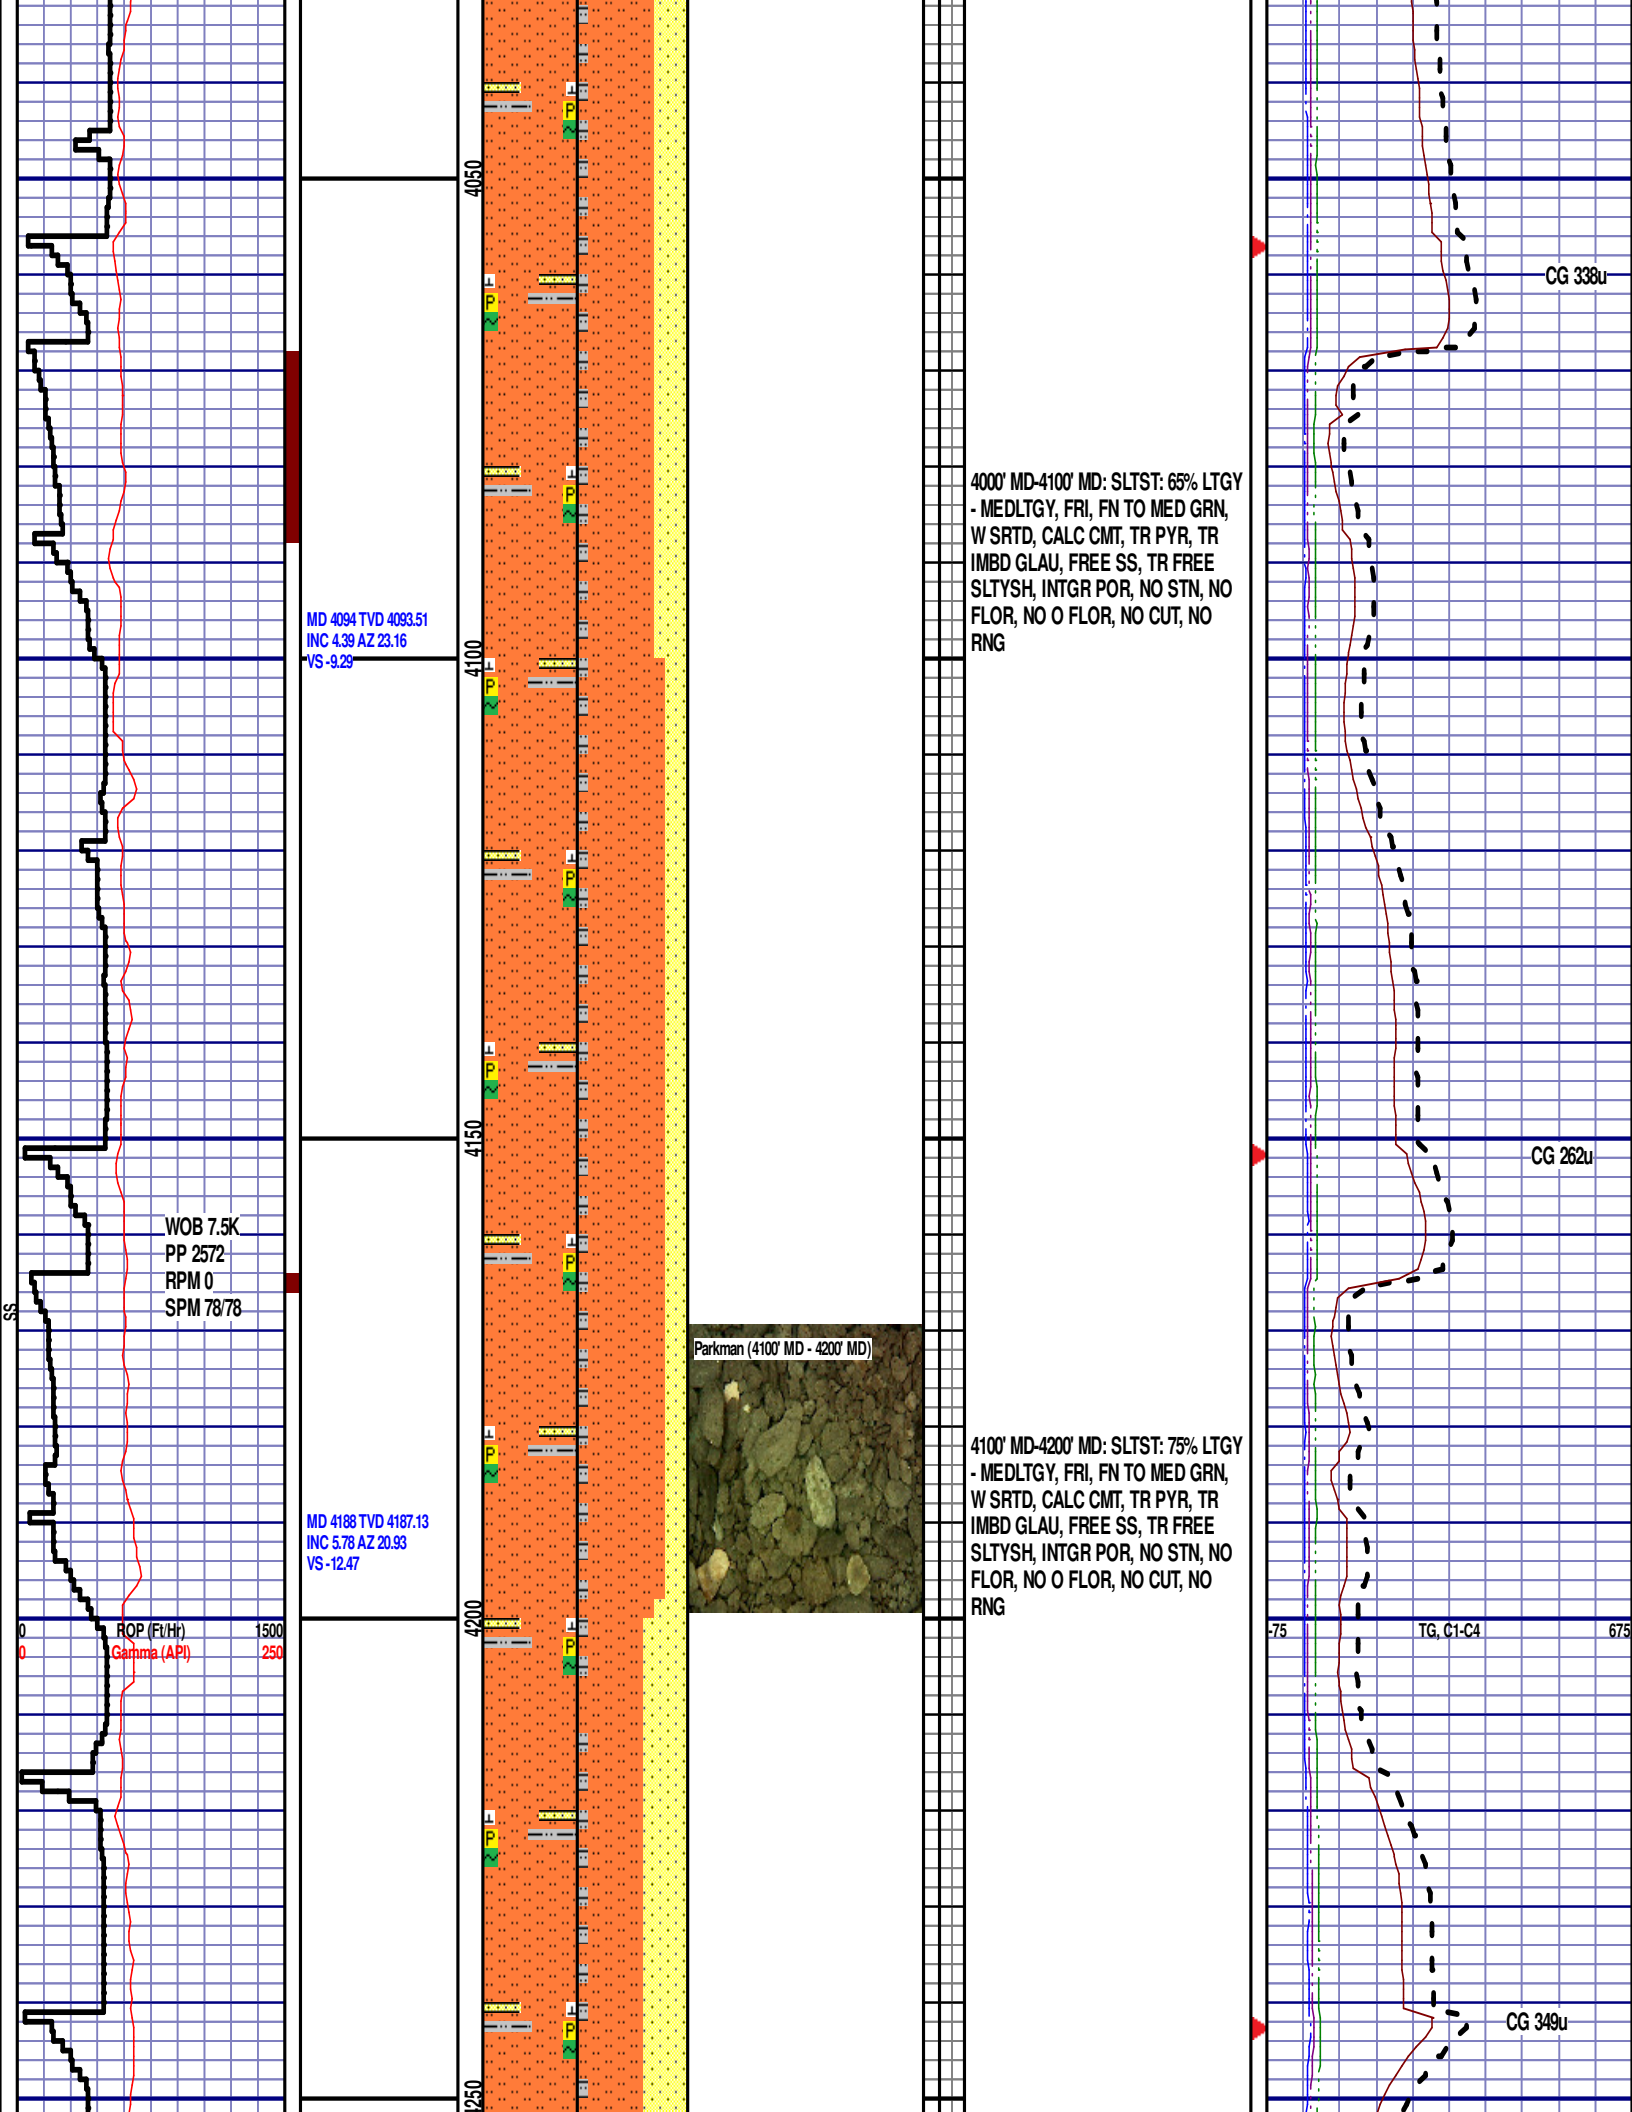 4050
CG 338u
4000' MD-4100' MD: SLTST: 65% LTGY
- MEDLTGY, FRI, FN TO MED GRN,
W SRTD, CALC CMT, TR PYR, TR
IMBD GLAU, FREE SS, TR FREE
SLTYSH, INTGR POR, NO STN, NO
FLOR, NO O FLOR, NO CUT, NO
RNG
MD 4094 TVD 4093.51
INC 4.39 AZ 23.16
VS -9.29
4100
4150
CG 262u
WOB 7.5K
PP 2572
RPM 0
SPM 78/78
SS
Parkman (4100' MD - 4200' MD)
4100' MD-4200' MD: SLTST: 75% LTGY
- MEDLTGY, FRI, FN TO MED GRN,
W SRTD, CALC CMT, TR PYR, TR
IMBD GLAU, FREE SS, TR FREE
SLTYSH, INTGR POR, NO STN, NO
FLOR, NO O FLOR, NO CUT, NO
RNG
MD 4188 TVD 4187.13
INC 5.78 AZ 20.93
VS -12.47
4200
0 ROP (Ft/Hr) 1500
0 Gamma (API) 250
-75 TG, C1-C4 675
CG 349u
4250
P
P
P
P
P
P
P
P
P
P
P